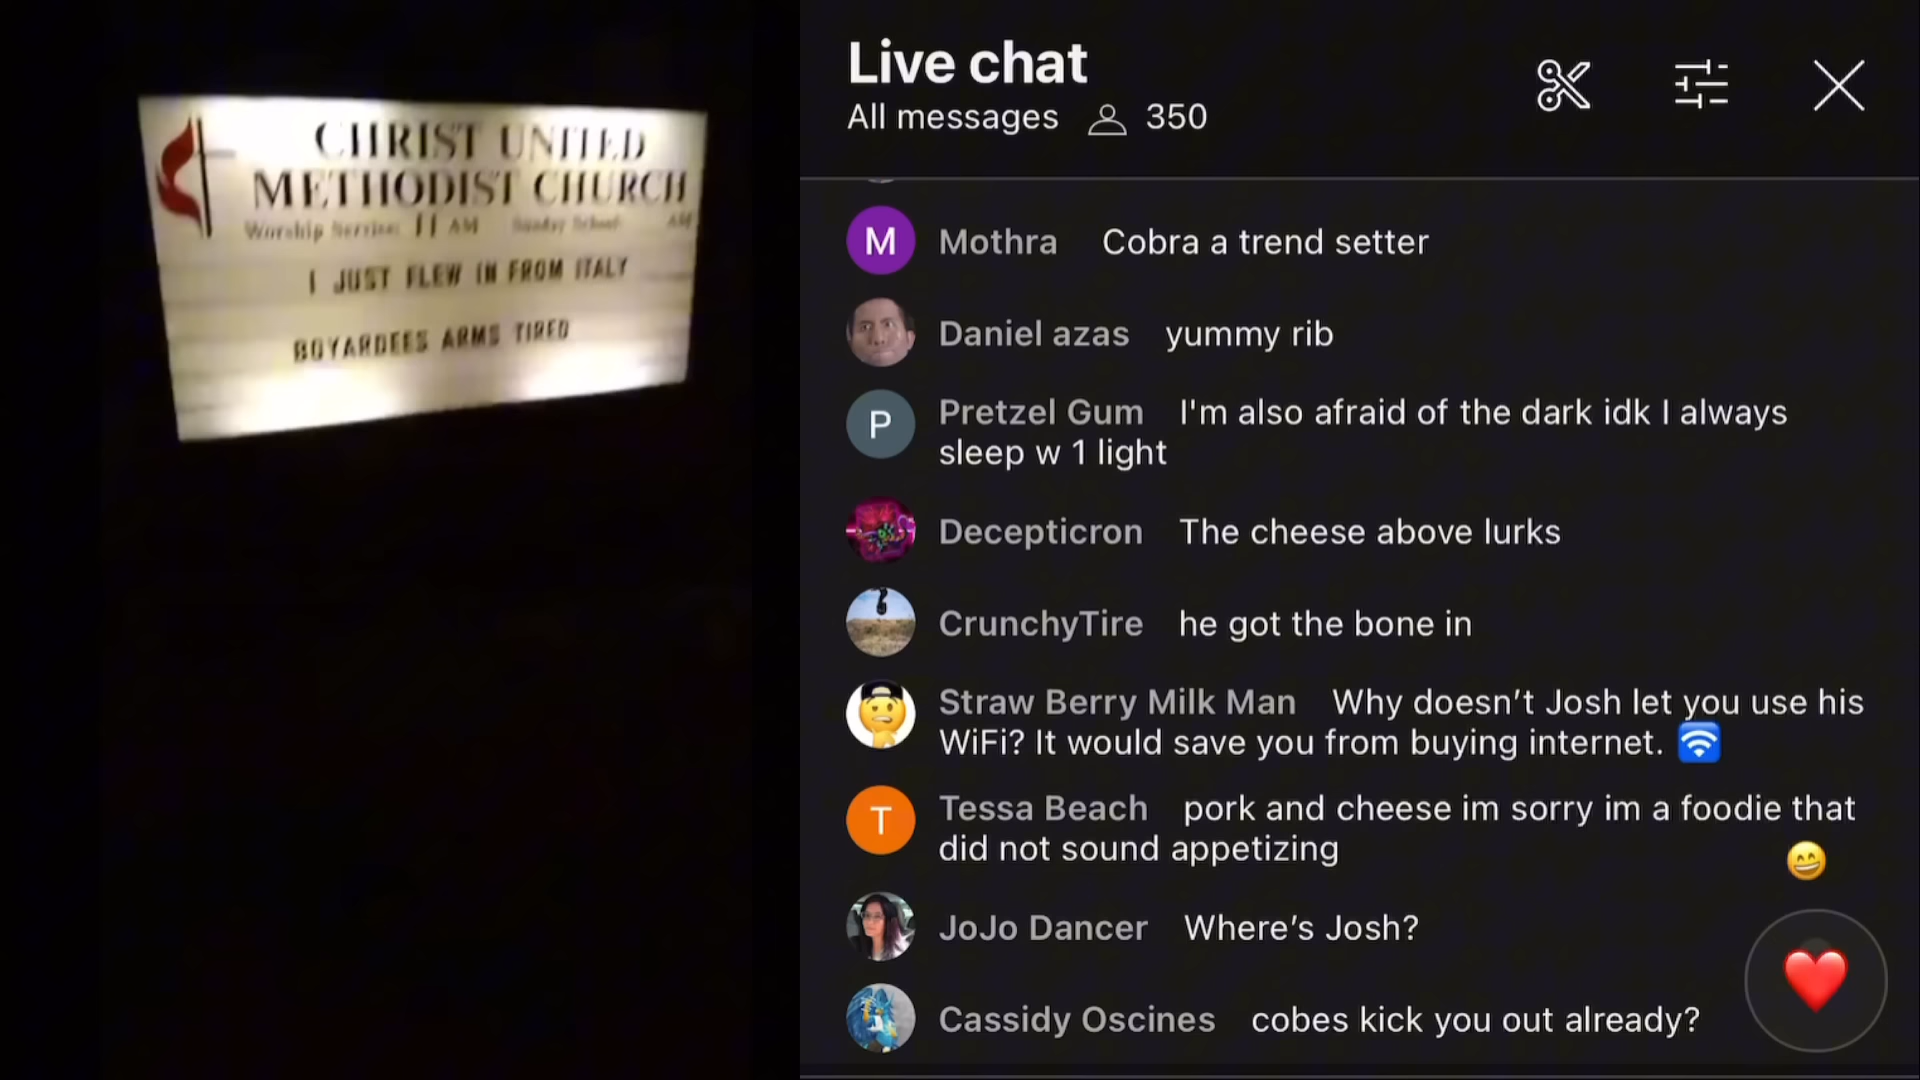 CHRIST UNITED
METHODIST CHURCH
Worship Service: 11 AM Sunday School: AM
I JUST FLEW IN FROM ITALY
BOYARDEES ARMS TIRED
Live chat
All messages 350
M
Mothra Cobra a trend setter
Daniel azas yummy rib
P
Pretzel Gum I'm also afraid of the dark idk I always
sleep w 1 light
Decepticron The cheese above lurks
CrunchyTire he got the bone in
Straw Berry Milk Man Why doesn’t Josh let you use his
WiFi? It would save you from buying internet.
T
Tessa Beach pork and cheese im sorry im a foodie that
did not sound appetizing
JoJo Dancer Where’s Josh?
Cassidy Oscines cobes kick you out already?